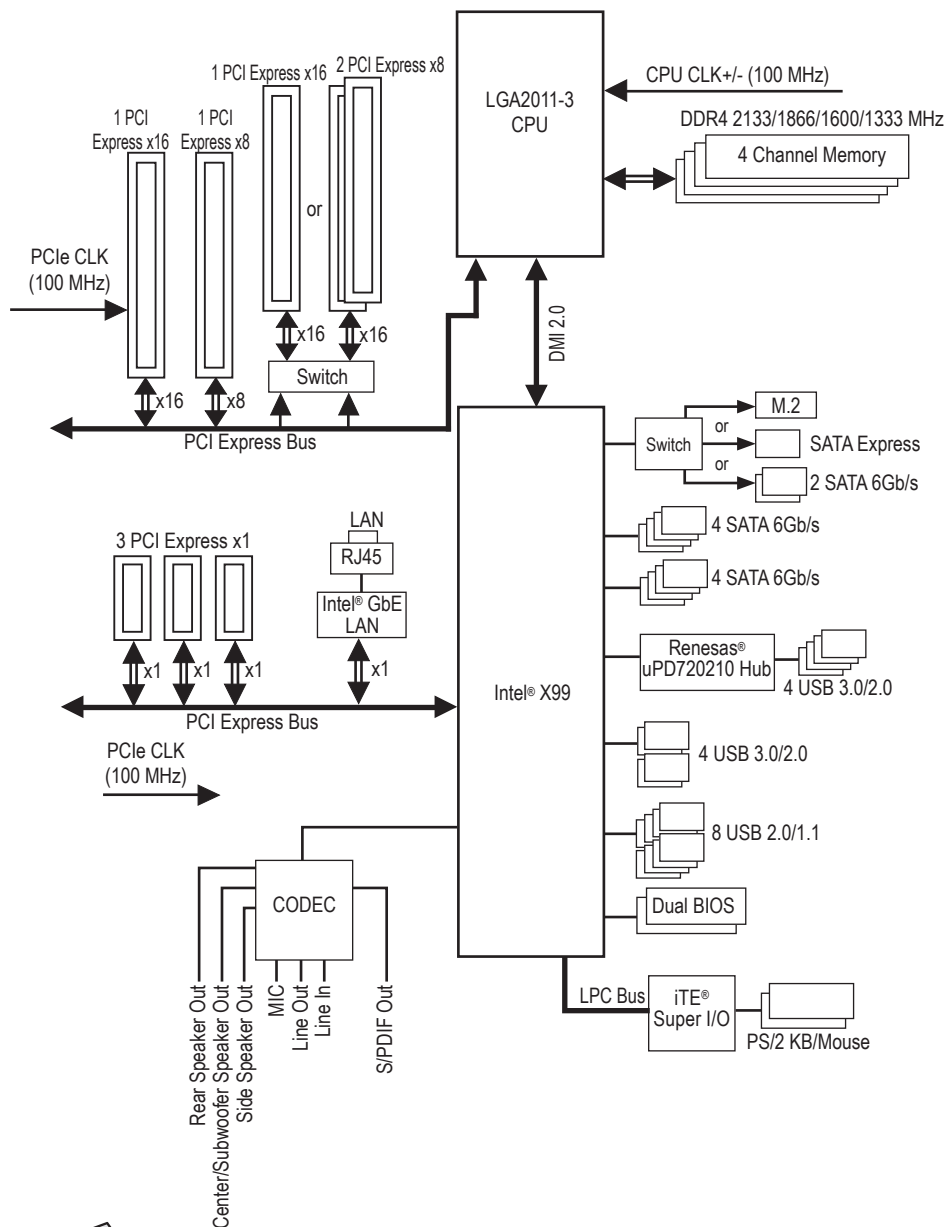 1 PCI Express x16
2 PCI Express x8
1 PCI
Express x16
1 PCI
Express x8
or
PCIe CLK
(100 MHz)
x16
x16
Switch
x16
x8
PCI Express Bus
LGA2011-3
CPU
CPU CLK+/- (100 MHz)
DDR4 2133/1866/1600/1333 MHz
4 Channel Memory
DMI 2.0
Switch
M.2
or
SATA Express
or
2 SATA 6Gb/s
4 SATA 6Gb/s
4 SATA 6Gb/s
LAN
RJ45
Intel® GbE
LAN
3 PCI Express x1
x1
x1
x1
x1
PCI Express Bus
PCIe CLK
(100 MHz)
Intel® X99
Renesas®
uPD720210 Hub
4 USB 3.0/2.0
4 USB 3.0/2.0
8 USB 2.0/1.1
Dual BIOS
LPC Bus
iTE®
Super I/O
PS/2 KB/Mouse
CODEC
Rear Speaker Out
Center/Subwoofer Speaker Out
Side Speaker Out
MIC
Line Out
Line In
S/PDIF Out